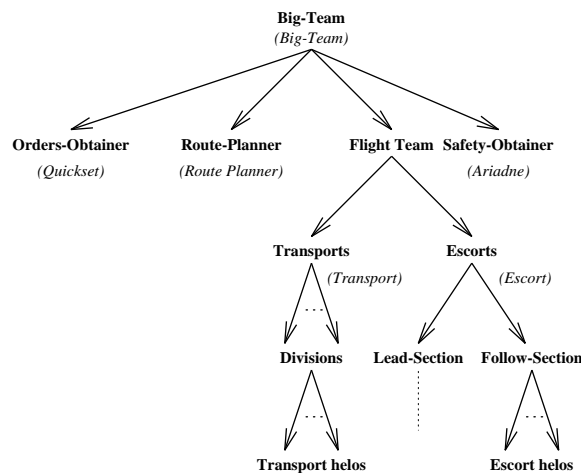 Big-Team
(Big-Team)
Orders-Obtainer Route-Planner Flight Team Safety-Obtainer
(Quickset) (Route Planner) (Ariadne)
Transports Escorts
(Transport) (Escort)
... 
Divisions Lead-Section Follow-Section
... ...
Transport helos Escort helos